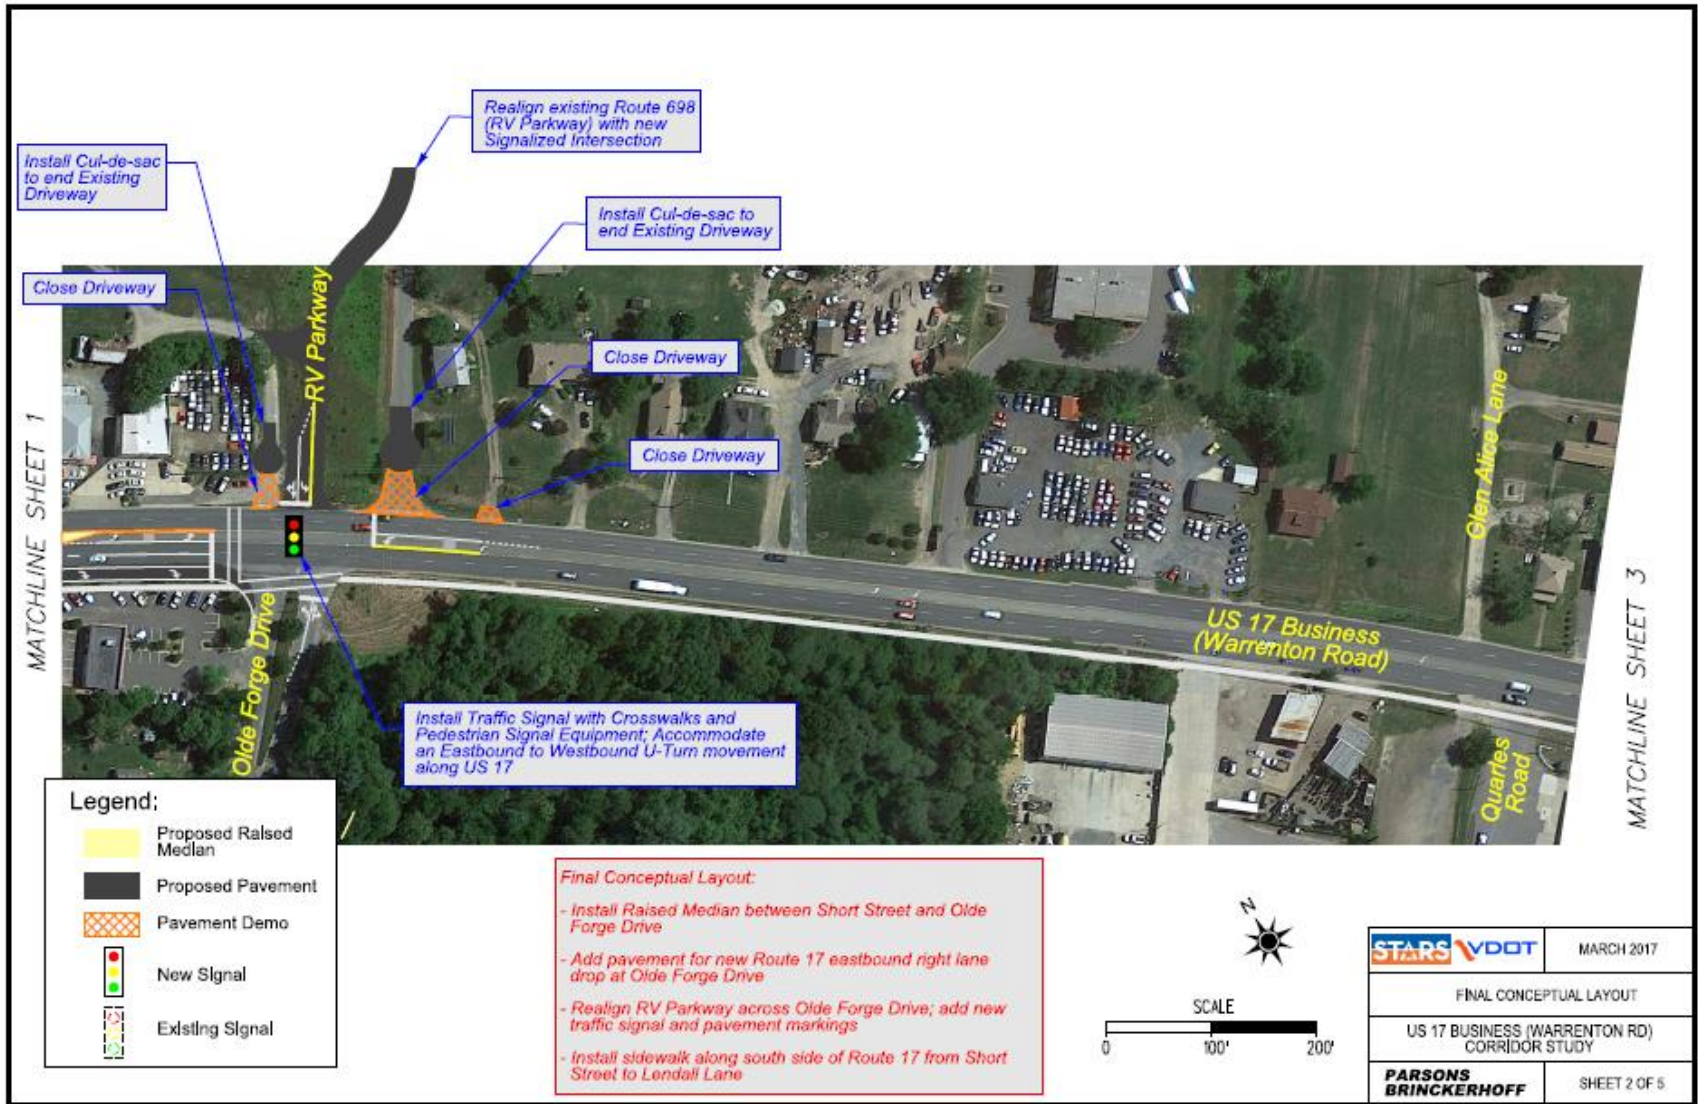 Realign existing Route 698
(RV Parkway) with new
Signalized Intersection
Install Cul-de-sac
to end Existing
Driveway
Install Cul-de-sac to
end Existing Driveway
Close Driveway
RV Parkway
Close Driveway
Close Driveway
MATCHLINE SHEET 1
Glen Alice Lane
US 17 Business
(Warrenton Road)
MATCHLINE SHEET 3
Olde Forge Drive
Install Traffic Signal with Crosswalks and
Pedestrian Signal Equipment; Accommodate
an Eastbound to Westbound U-Turn movement
along US 17
Quarles
Road
Legend:
Proposed Raised
Median
Proposed Pavement
Pavement Demo
New Signal
Existing Signal
Final Conceptual Layout:
- Install Raised Median between Short Street and Olde
Forge Drive
- Add pavement for new Route 17 eastbound right lane
drop at Olde Forge Drive
- Realign RV Parkway across Olde Forge Drive; add new
traffic signal and pavement markings
- Install sidewalk along south side of Route 17 from Short
Street to Lendall Lane
N
SCALE
0 100' 200'
STARS VDOT
MARCH 2017
FINAL CONCEPTUAL LAYOUT
US 17 BUSINESS (WARRENTON RD)
CORRIDOR STUDY
PARSONS
BRINCKERHOFF
SHEET 2 OF 5